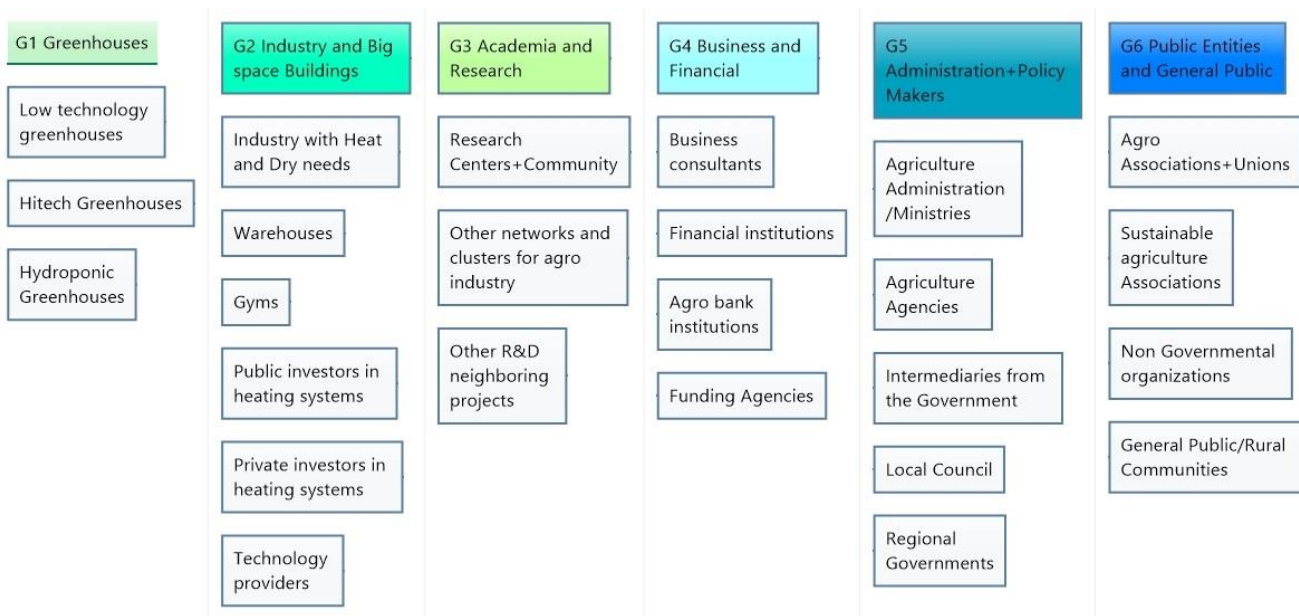 G1 Greenhouses
Low technology
greenhouses
Hitech Greenhouses
Hydroponic
Greenhouses
G2 Industry and Big
space Buildings
Industry with Heat
and Dry needs
Warehouses
Gyms
Public investors in
heating systems
Private investors in
heating systems
Technology
providers
G3 Academia and
Research
Research
Centers+Community
Other networks and
clusters for agro
industry
Other R&D
neighboring
projects
G4 Business and
Financial
Business
consultants
Financial institutions
Agro bank
institutions
Funding Agencies
G5
Administration+Policy
Makers
Agriculture
Administration
/Ministries
Agriculture
Agencies
Intermediaries from
the Government
Local Council
Regional
Governments
G6 Public Entities
and General Public
Agro
Associations+Unions
Sustainable
agriculture
Associations
Non Governmental
organizations
General Public/Rural
Communities